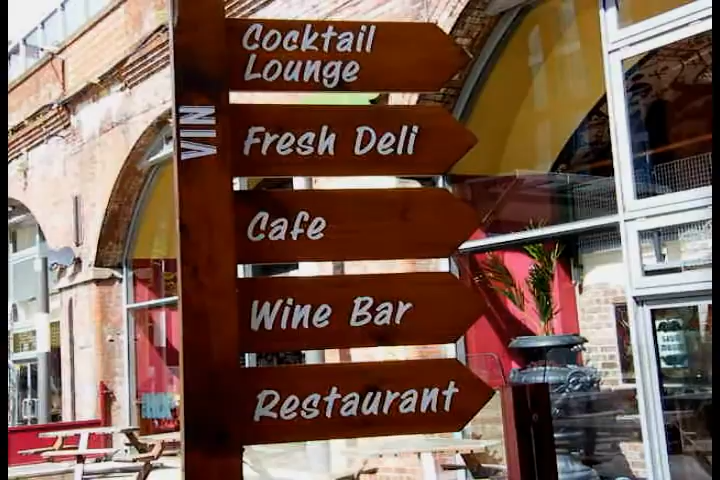 VIN
Cocktail
Lounge
Fresh Deli
Cafe
Wine Bar
Restaurant